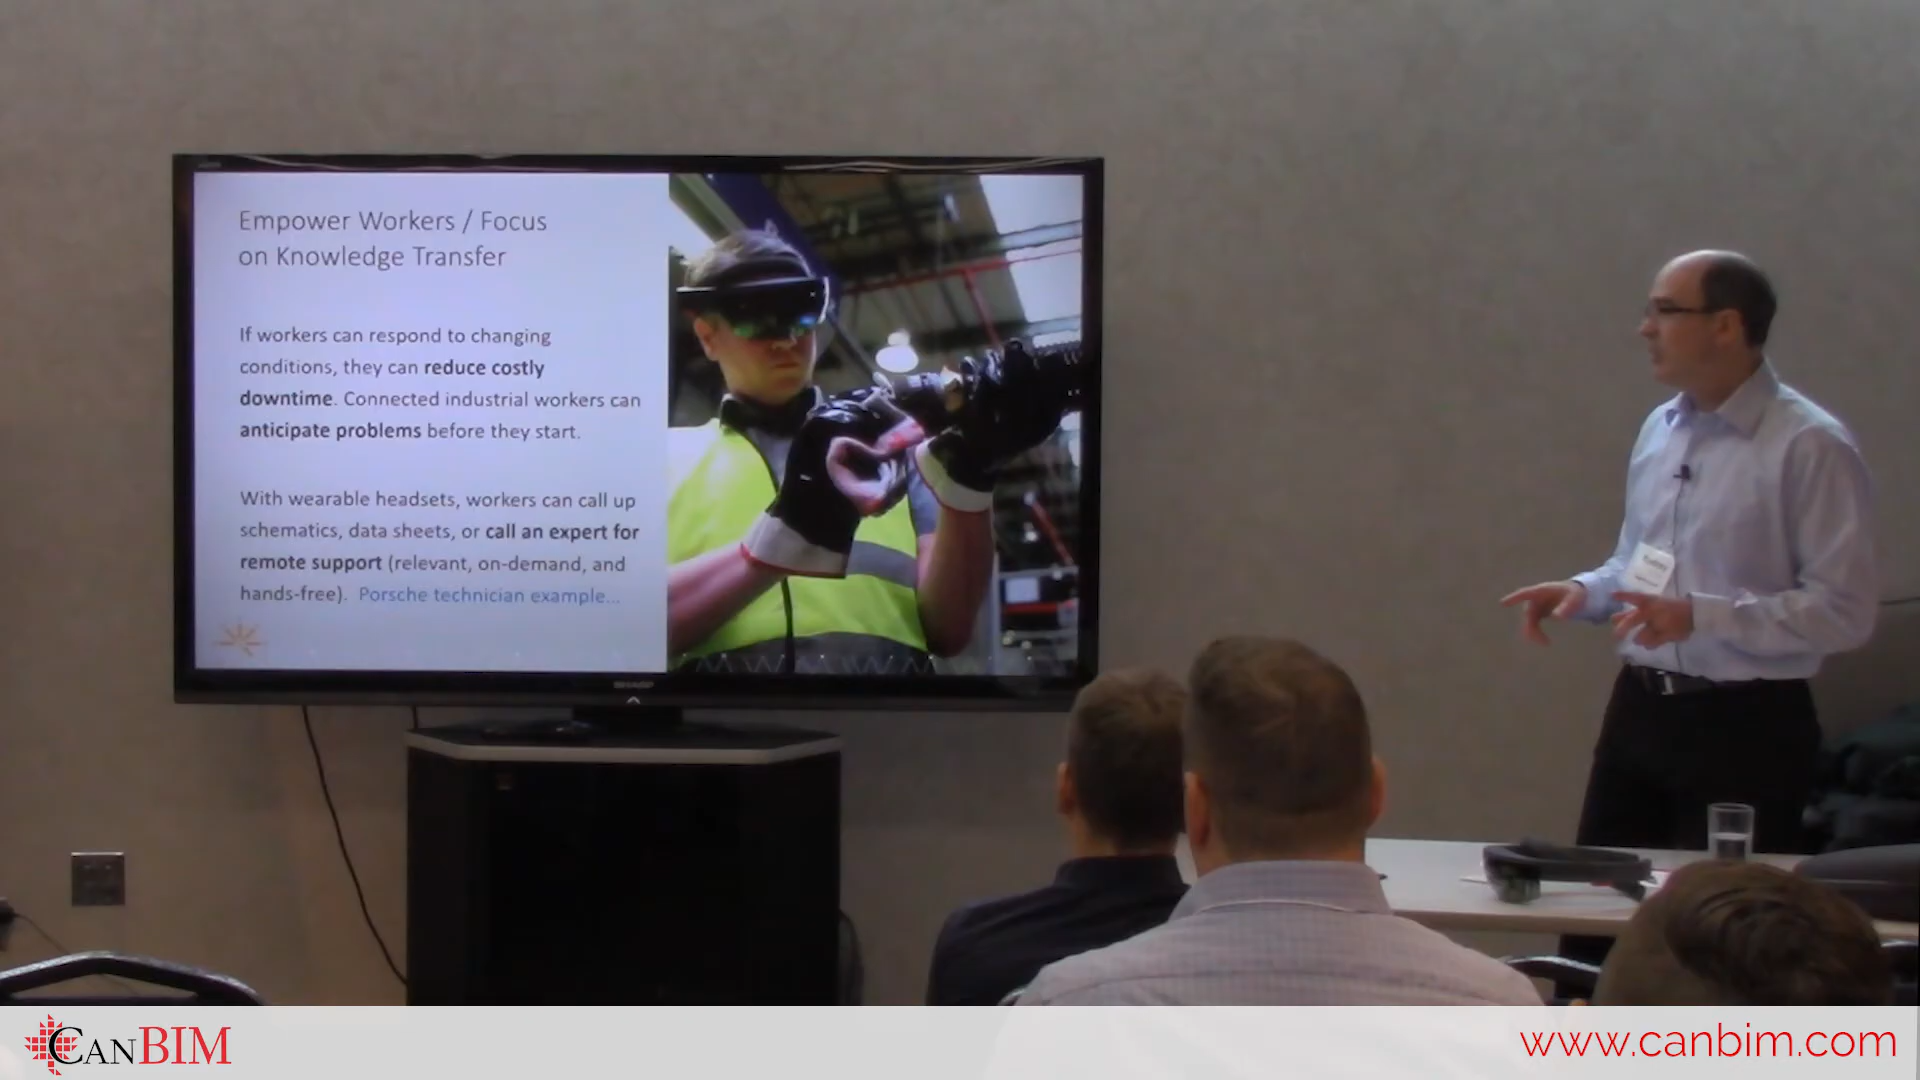 Empower Workers / Focus
on Knowledge Transfer
If workers can respond to changing
conditions, they can reduce costly
downtime. Connected industrial workers can
anticipate problems before they start.
With wearable headsets, workers can call up
schematics, data sheets, or call an expert for
remote support (relevant, on-demand, and
hands-free). Porsche technician example...
SHARP
CANBIM
www.canbim.com